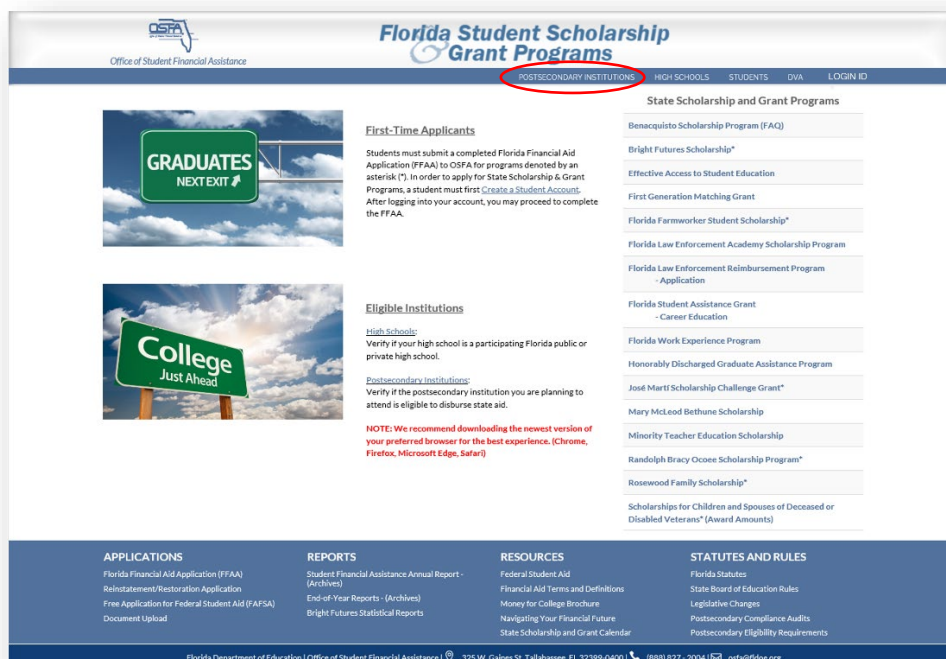 OSFA
Office of Student Financial Assistance
Florida Student Scholarship
& Grant Programs
POSTSECONDARY INSTITUTIONS HIGH SCHOOLS STUDENTS DVA LOGIN ID
GRADUATES
NEXT EXIT
First-Time Applicants
Students must submit a completed Florida Financial Aid
Application (FFAA) to OSFA for programs denoted by an
asterisk (*). In order to apply for State Scholarship & Grant
Programs, a student must first Create a Student Account.
After logging into your account, you may proceed to complete
the FFAA.
College
Just Ahead
Eligible Institutions
High Schools:
Verify if your high school is a participating Florida public or
private high school.
Postsecondary Institutions:
Verify if the postsecondary institution you are planning to
attend is eligible to disburse state aid.
NOTE: We recommend downloading the newest version of
your preferred browser for the best experience. (Chrome,
Firefox, Microsoft Edge, Safari)
State Scholarship and Grant Programs
Benacquisto Scholarship Program (FAQ)
Bright Futures Scholarship*
Effective Access to Student Education
First Generation Matching Grant
Florida Farmworker Student Scholarship*
Florida Law Enforcement Academy Scholarship Program
Florida Law Enforcement Reimbursement Program
- Application
Florida Student Assistance Grant
- Career Education
Florida Work Experience Program
Honorably Discharged Graduate Assistance Program
José Martí Scholarship Challenge Grant*
Mary McLeod Bethune Scholarship
Minority Teacher Education Scholarship
Randolph Bracy Ocoee Scholarship Program*
Rosewood Family Scholarship*
Scholarships for Children and Spouses of Deceased or
Disabled Veterans* (Award Amounts)
APPLICATIONS
Florida Financial Aid Application (FFAA)
Reinstatement/Restoration Application
Free Application for Federal Student Aid (FAFSA)
Document Upload
REPORTS
Student Financial Assistance Annual Report -
(Archives)
End-of-Year Reports - (Archives)
Bright Futures Statistical Reports
RESOURCES
Federal Student Aid
Financial Aid Terms and Definitions
Money for College Brochure
Navigating Your Financial Future
State Scholarship and Grant Calendar
STATUTES AND RULES
Florida Statutes
State Board of Education Rules
Legislative Changes
Postsecondary Compliance Audits
Postsecondary Eligibility Requirements
Florida Department of Education | Office of Student Financial Assistance | 325 W. Gaines St. Tallahassee, FL 32399-0400 | (888) 827 - 2004 | osfa@fldoe.org